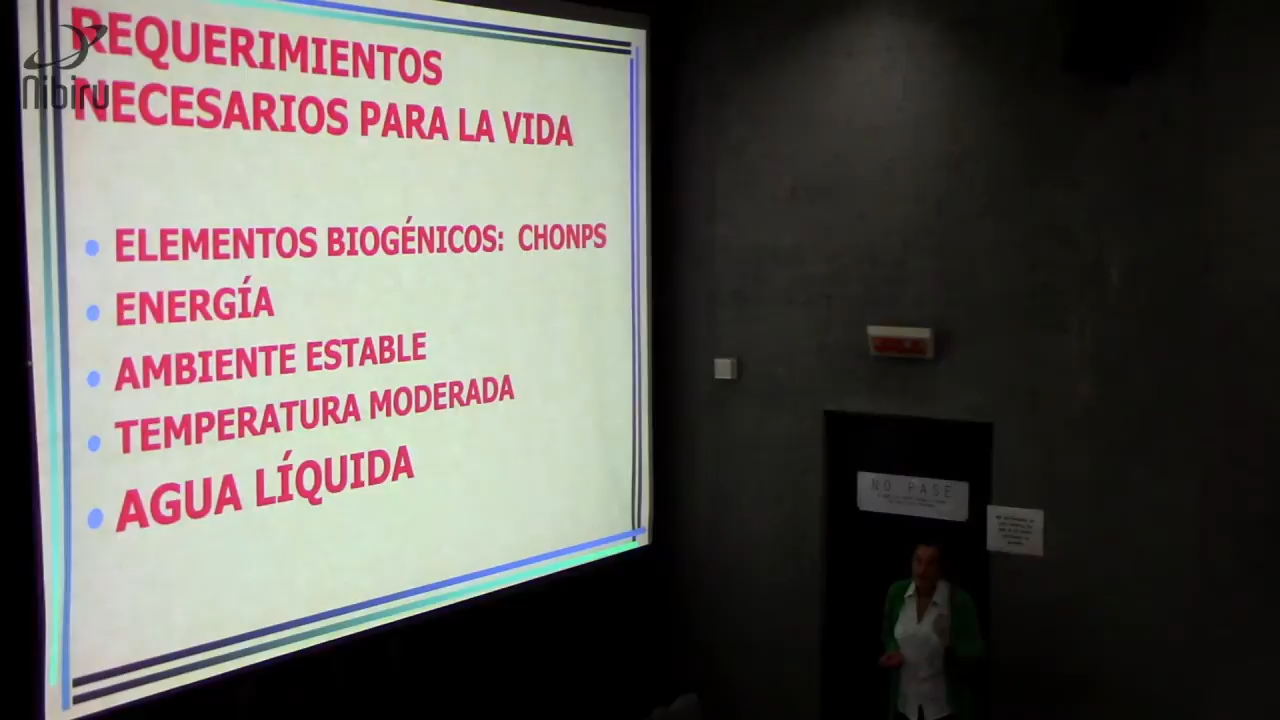 REQUERIMIENTOS
NECESARIOS PARA LA VIDA
Nibiru
ELEMENTOS BIOGÉNICOS: CHONPS
ENERGÍA
AMBIENTE ESTABLE
TEMPERATURA MODERADA
AGUA LÍQUIDA
NO PASE